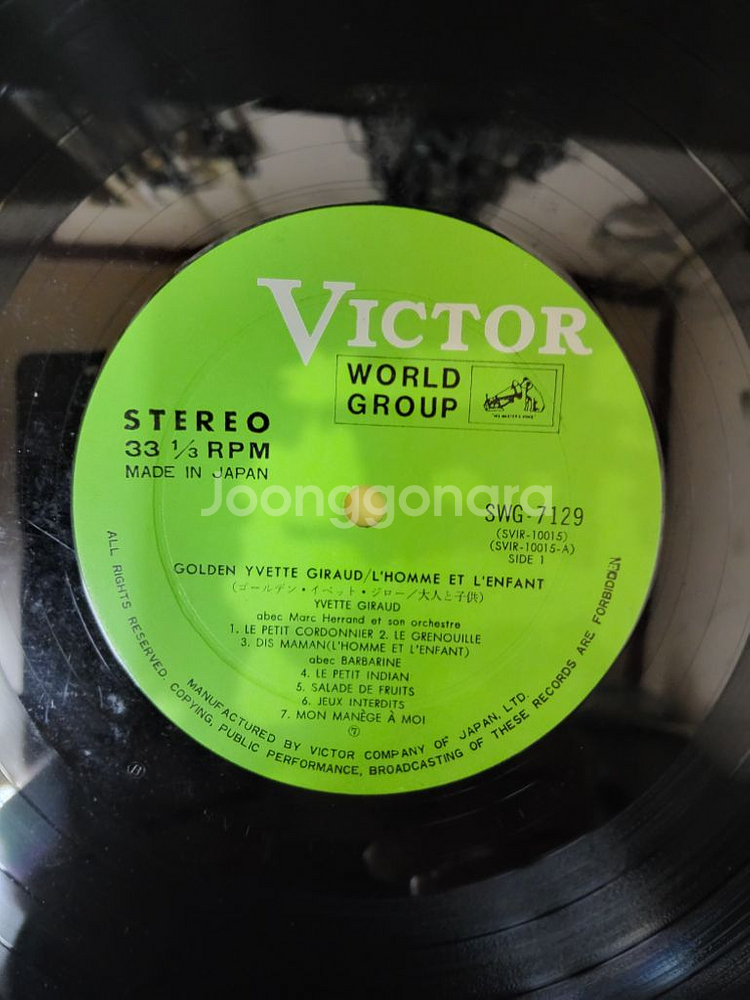 VICTOR
WORLD
GROUP
"HIS MASTER'S VOICE"
STEREO
33 1/3 RPM
MADE IN JAPAN
Joonggonara
SWG-7129
(SVIR-10015)
(SVIR-10015-A)
SIDE 1
GOLDEN YVETTE GIRAUD/L'HOMME ET L'ENFANT
(ゴールデン・イベット・ジロー/大人と子供)
YVETTE GIRAUD
abec Marc Herrand et son orchestre
1. LE PETIT CORDONNIER 2. LE GRENOUILLE
3. DIS MAMAN(L'HOMME ET L'ENFANT)
abec BARBARINE
4. LE PETIT INDIAN
5. SALADE DE FRUITS
6. JEUX INTERDITS
7. MON MANÈGE À MOI
⑦
MANUFACTURED BY VICTOR COMPANY OF JAPAN, LTD.
ALL RIGHTS RESERVED. COPYING, PUBLIC PERFORMANCE, BROADCASTING OF THESE RECORDS ARE FORBIDDEN